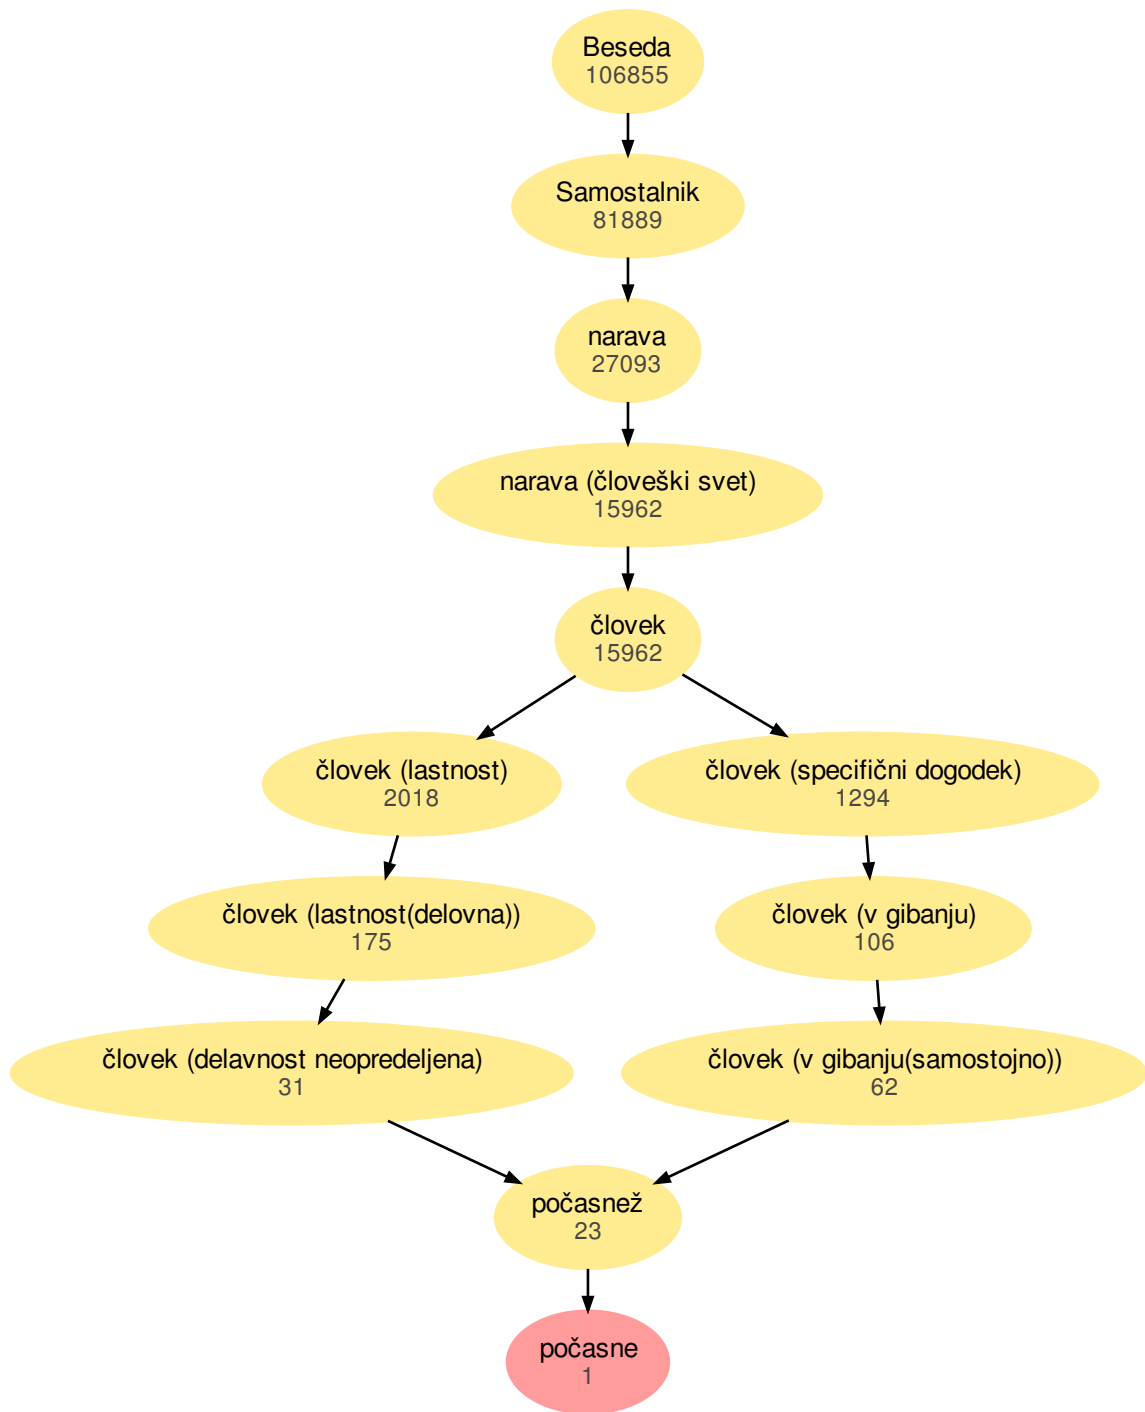 Beseda
106855
Samostalnik
81889
narava
27093
narava (človeški svet)
15962
človek
15962
človek (lastnost)
2018
človek (specifični dogodek)
1294
človek (lastnost(delovna))
175
človek (v gibanju)
106
človek (delavnost neopredeljena)
31
človek (v gibanju(samostojno))
62
počasnež
23
počasne
1